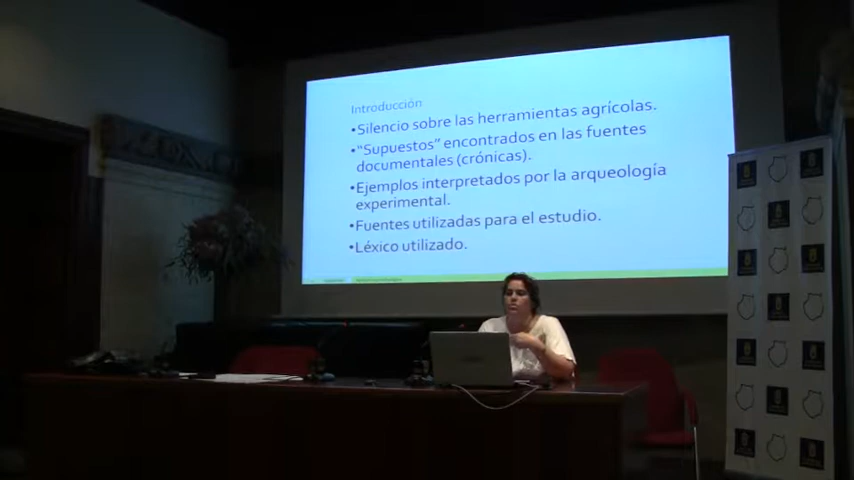 Introducción
•Silencio sobre las herramientas agrícolas.
•"Supuestos" encontrados en las fuentes
documentales (crónicas).
•Ejemplos interpretados por la arqueología
experimental.
•Fuentes utilizadas para el estudio.
•Léxico utilizado.